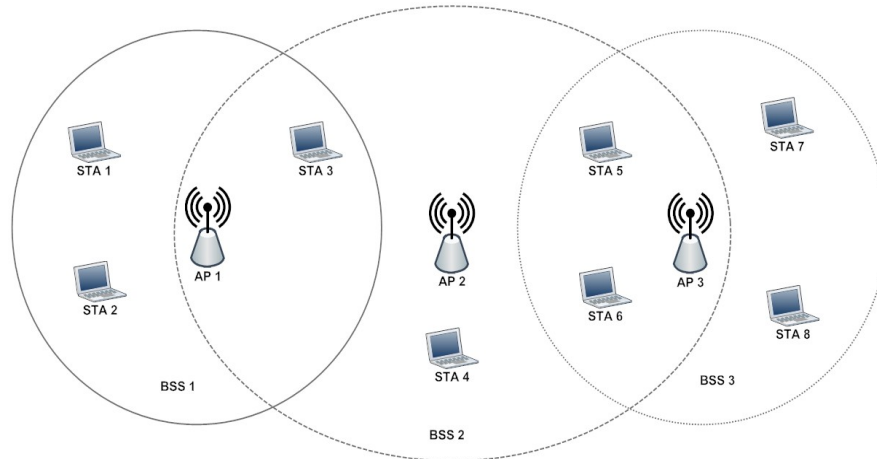 STA 1
STA 3
STA 5
STA 7
AP 1
AP 2
AP 3
STA 2
STA 6
STA 8
STA 4
BSS 1
BSS 3
BSS 2